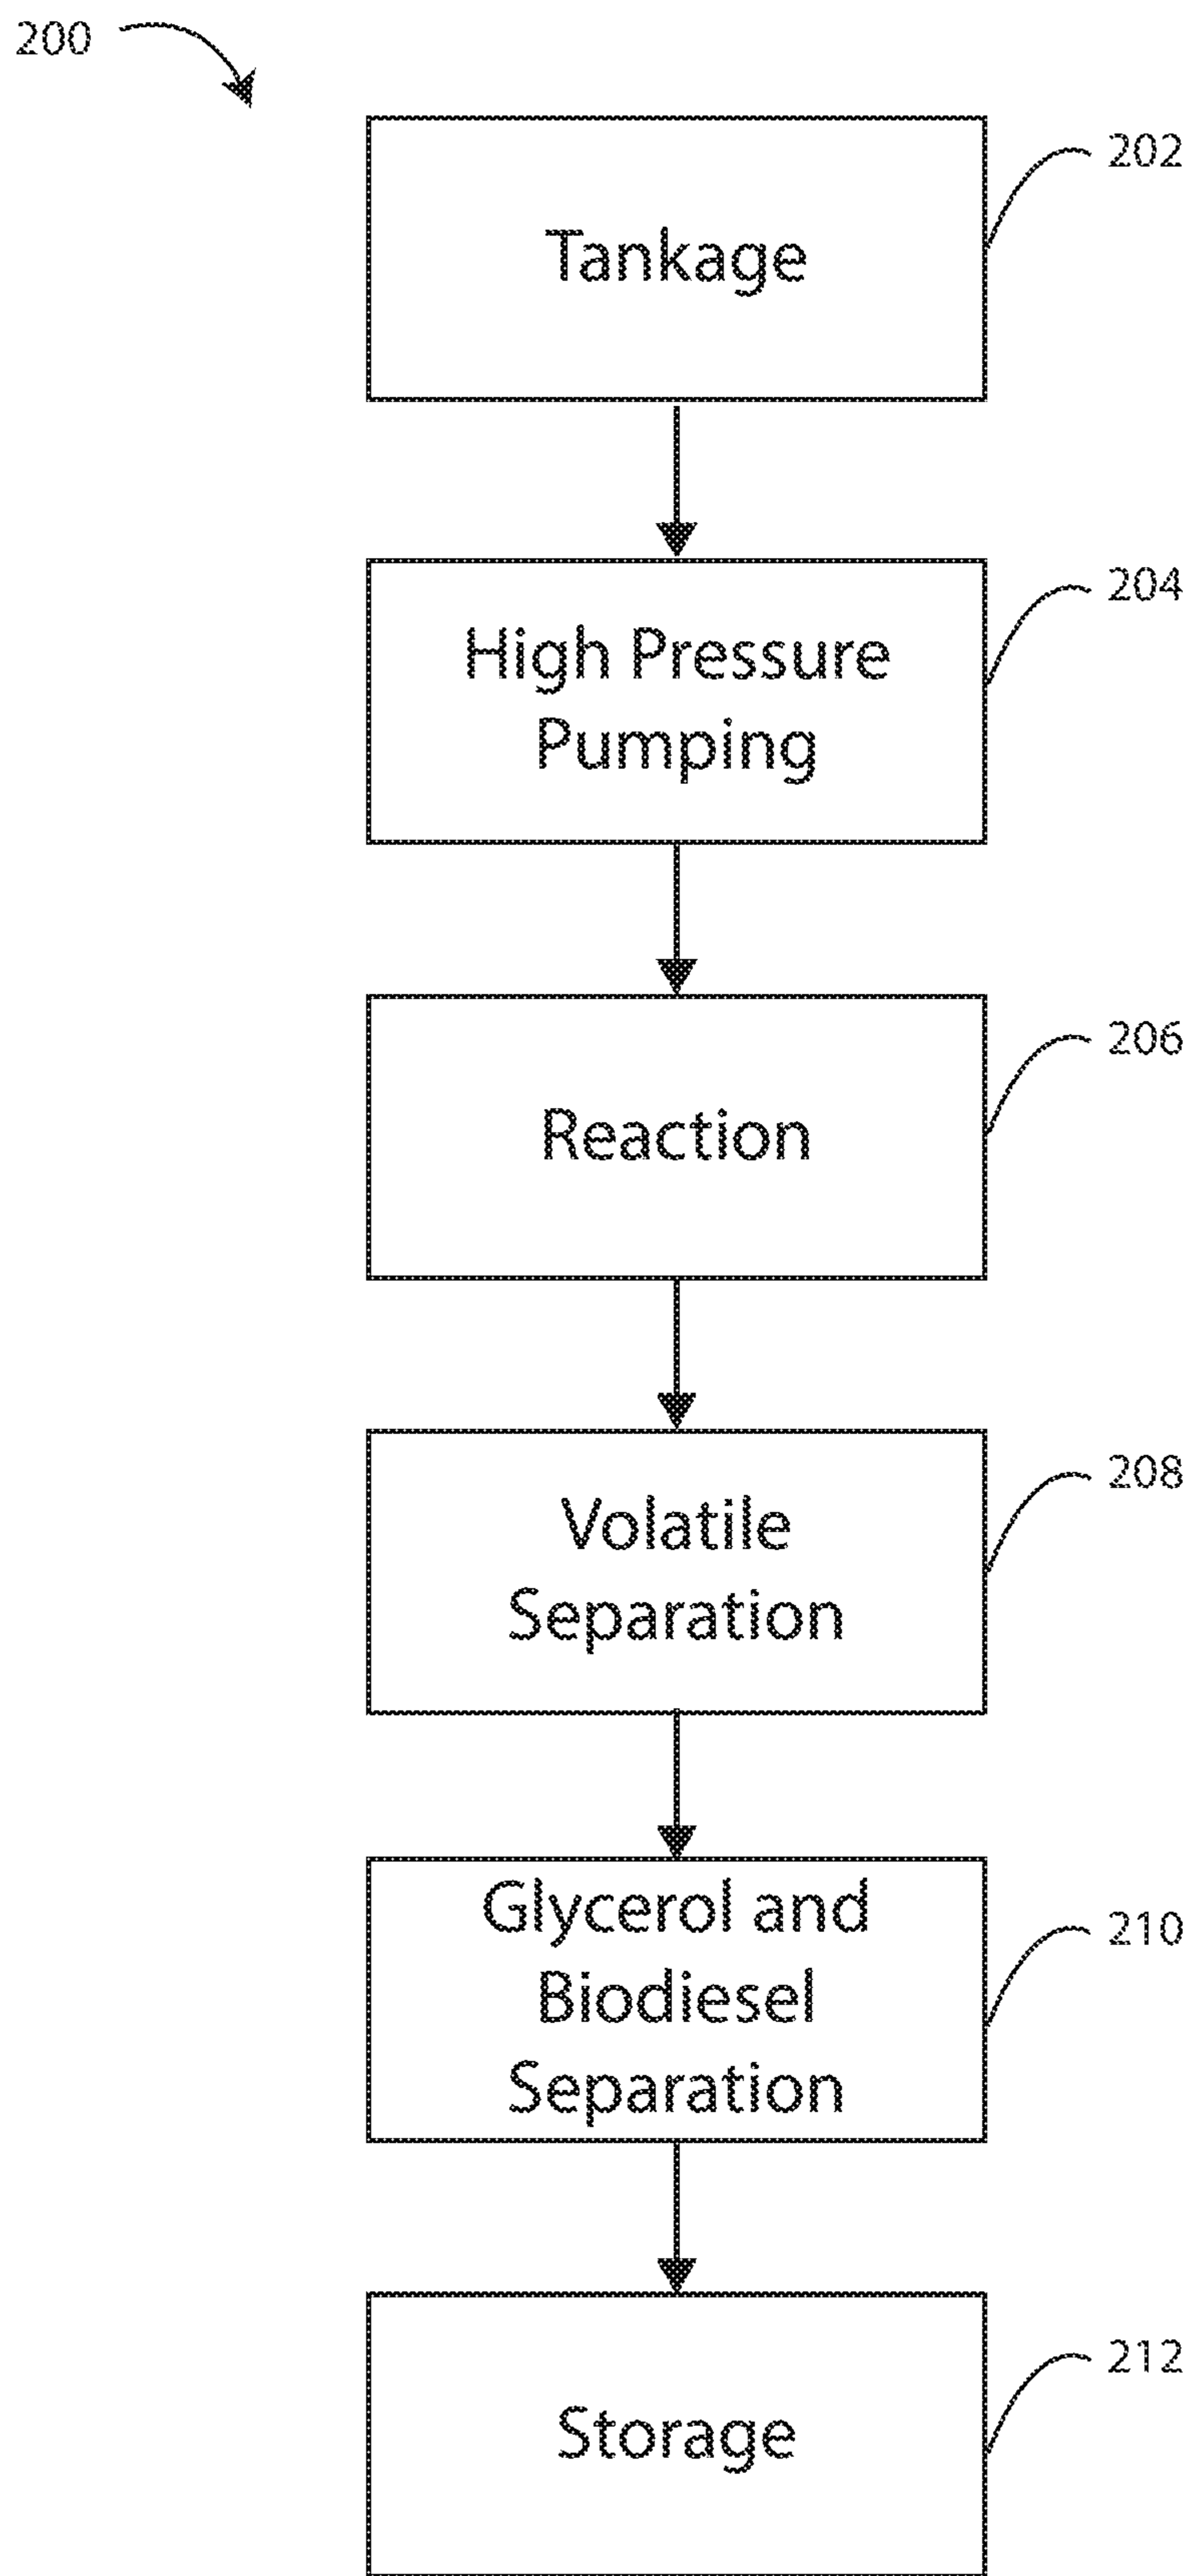 200
202
Tankage
204
High Pressure
Pumping
206
Reaction
208
Volatile
Separation
210
Glycerol and
Biodiesel
Separation
212
Storage